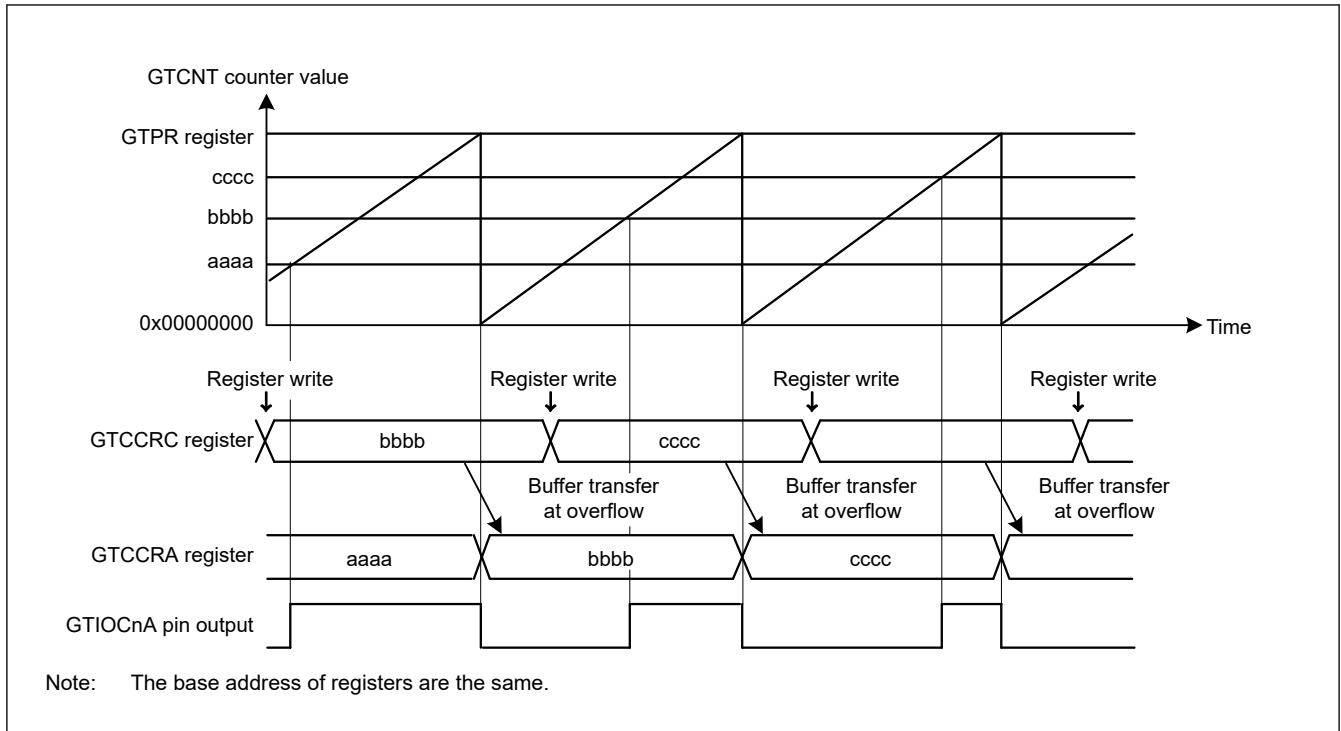 GTCNT counter value
GTPR register
cccc
bbbb
aaaa
0x00000000
Time
Register write Register write Register write Register write
GTCCRC register bbbb cccc
Buffer transfer
at overflow
Buffer transfer
at overflow
Buffer transfer
at overflow
GTCCRA register aaaa bbbb cccc
GTIOCnA pin output
Note: The base address of registers are the same.